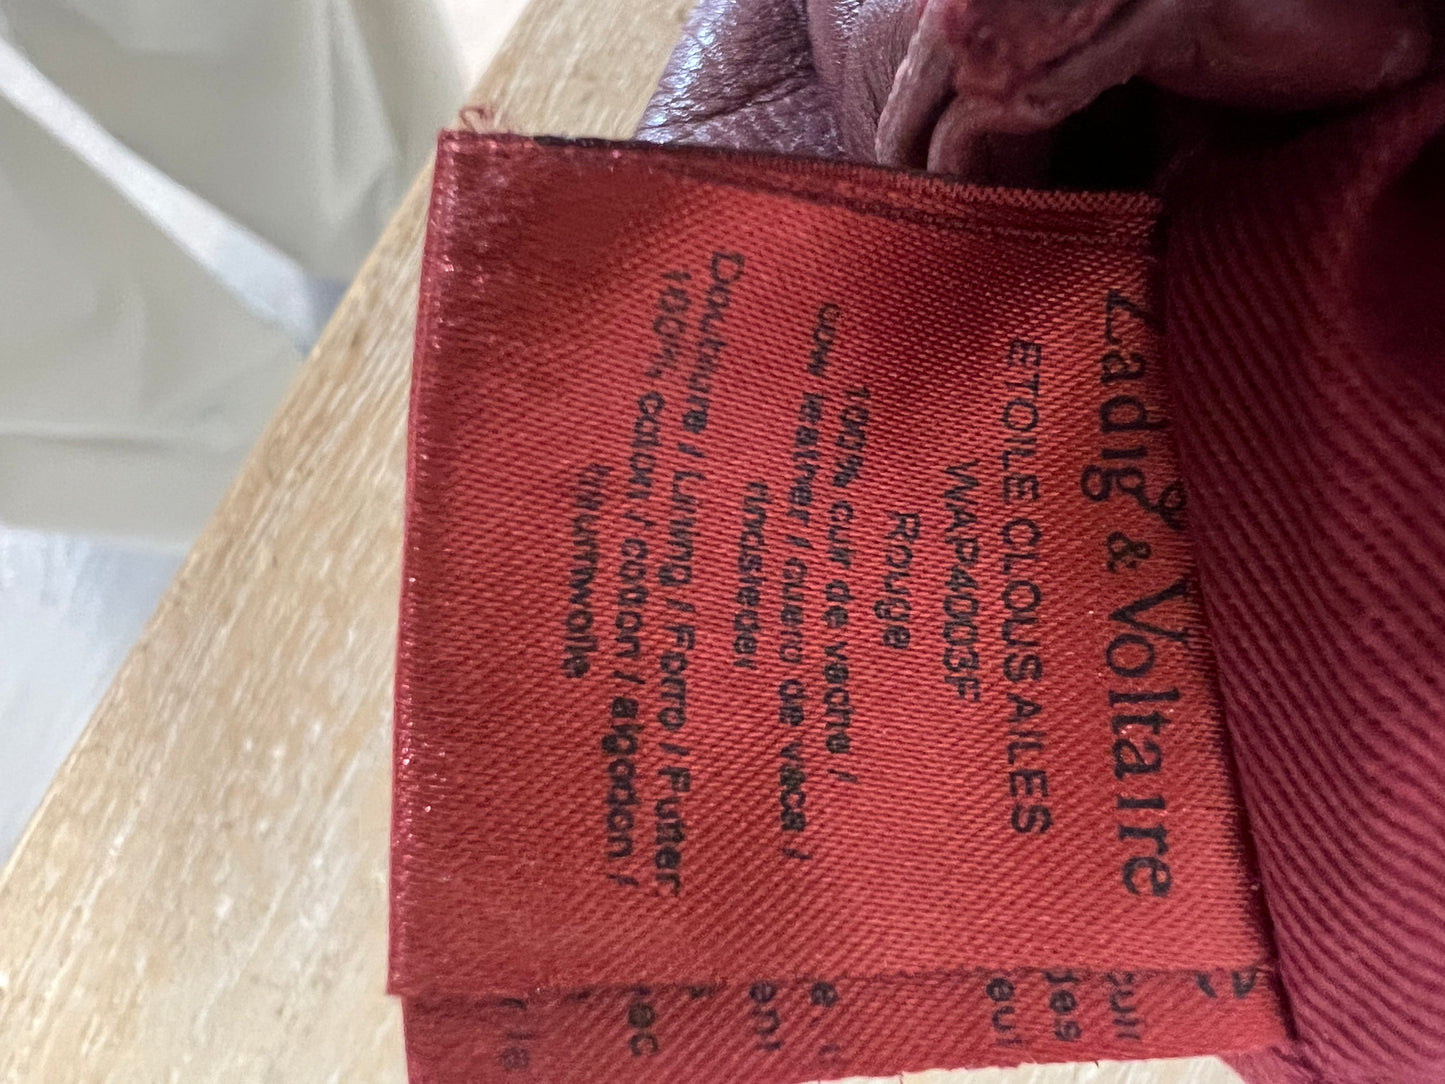 Zadig & Voltaire
ETOILE CLOUS AILES
WAP4003F
Rouge
100% cuir de vache /
cow leather / cuero de vaca /
rindsleder
Doublure / Lining / Forro / Futter
100% coton / cotton / algodon /
baumwolle